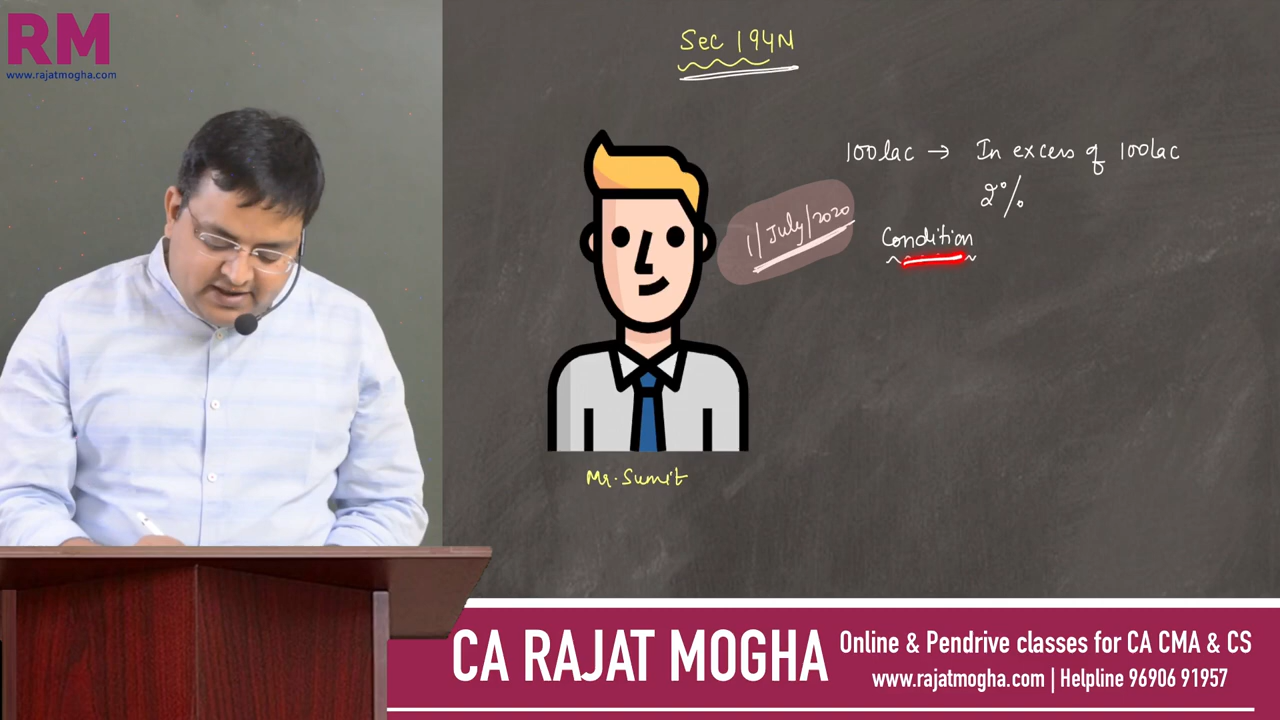 RM
www.rajatmogha.com
Sec 194N
100lac → In excess of 100lac
2%
1/July/2020
Condition
Mr. Sumit
CA RAJAT MOGHA
Online & Pendrive classes for CA CMA & CS
www.rajatmogha.com | Helpline 96906 91957